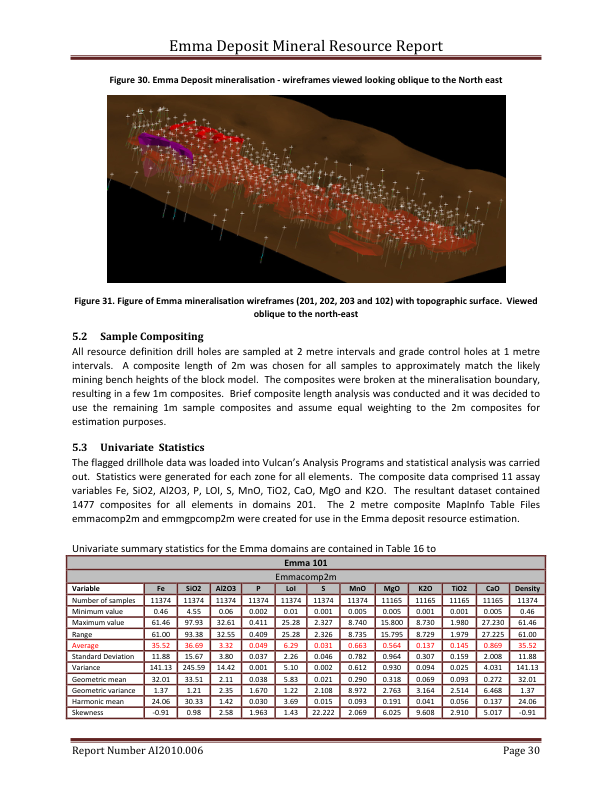 Emma Deposit Mineral Resource Report
Figure 30. Emma Deposit mineralisation - wireframes viewed looking oblique to the North east
Figure 31. Figure of Emma mineralisation wireframes (201, 202, 203 and 102) with topographic surface. Viewed
oblique to the north-east
5.2 Sample Compositing
All resource definition drill holes are sampled at 2 metre intervals and grade control holes at 1 metre
intervals. A composite length of 2m was chosen for all samples to approximately match the likely
mining bench heights of the block model. The composites were broken at the mineralisation boundary,
resulting in a few 1m composites. Brief composite length analysis was conducted and it was decided to
use the remaining 1m sample composites and assume equal weighting to the 2m composites for
estimation purposes.
5.3 Univariate Statistics
The flagged drillhole data was loaded into Vulcan's Analysis Programs and statistical analysis was carried
out. Statistics were generated for each zone for all elements. The composite data comprised 11 assay
variables Fe, SiO2, Al2O3, P, LOI, S, MnO, TiO2, CaO, MgO and K2O. The resultant dataset contained
1477 composites for all elements in domains 201. The 2 metre composite MapInfo Table Files
emmacomp2m and emmgpcomp2m were created for use in the Emma deposit resource estimation.
Univariate summary statistics for the Emma domains are contained in Table 16 to
Emma 101
Emmacomp2m
Variable Fe SiO2 Al2O3 P LoI S MnO MgO K2O TiO2 CaO Density
Number of samples 11374 11374 11374 11374 11374 11374 11374 11165 11165 11165 11165 11374
Minimum value 0.46 4.55 0.06 0.002 0.01 0.001 0.005 0.005 0.001 0.001 0.005 0.46
Maximum value 61.46 97.93 32.61 0.411 25.28 2.327 8.740 15.800 8.730 1.980 27.230 61.46
Range 61.00 93.38 32.55 0.409 25.28 2.326 8.735 15.795 8.729 1.979 27.225 61.00
Average 35.52 36.69 3.32 0.049 6.29 0.031 0.663 0.564 0.137 0.145 0.869 35.52
Standard Deviation 11.88 15.67 3.80 0.037 2.26 0.046 0.782 0.964 0.307 0.159 2.008 11.88
Variance 141.13 245.59 14.42 0.001 5.10 0.002 0.612 0.930 0.094 0.025 4.031 141.13
Geometric mean 32.01 33.51 2.11 0.038 5.83 0.021 0.290 0.318 0.069 0.093 0.272 32.01
Geometric variance 1.37 1.21 2.35 1.670 1.22 2.108 8.972 2.763 3.164 2.514 6.468 1.37
Harmonic mean 24.06 30.33 1.42 0.030 3.69 0.015 0.093 0.191 0.041 0.056 0.137 24.06
Skewness -0.91 0.98 2.58 1.963 1.43 22.222 2.069 6.025 9.608 2.910 5.017 -0.91
Report Number AI2010.006 Page 30